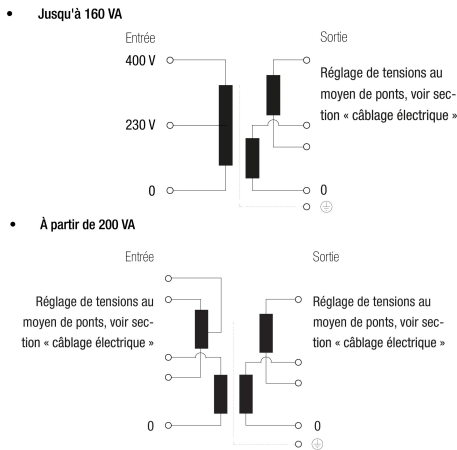 • Jusqu'à 160 VA
Entrée
Sortie
400 V
Réglage de tensions au
moyen de ponts, voir sec-
tion « câblage électrique »
230 V
0
0
• À partir de 200 VA
Entrée
Sortie
Réglage de tensions au
moyen de ponts, voir sec-
tion « câblage électrique »
Réglage de tensions au
moyen de ponts, voir sec-
tion « câblage électrique »
0
0